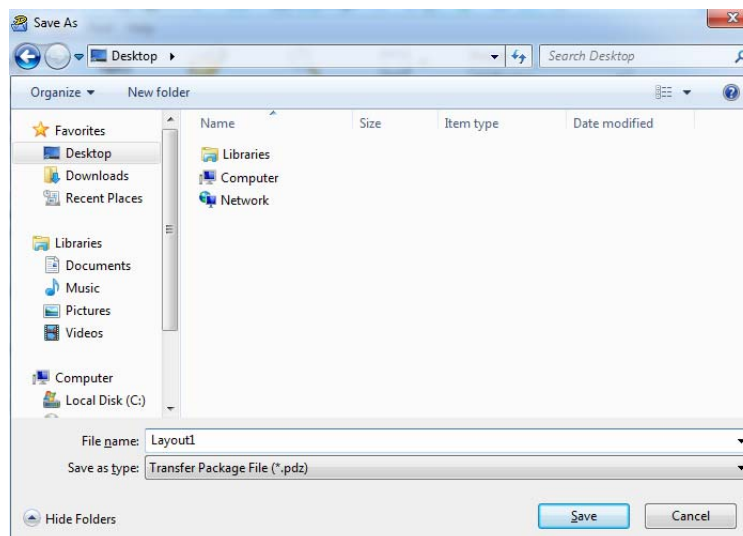 Save As
Desktop
Search Desktop
Organize New folder
Favorites
Desktop
Downloads
Recent Places
Libraries
Documents
Music
Pictures
Videos
Computer
Local Disk (C:)
Name Size Item type Date modified
Libraries
Computer
Network
File name: Layout1
Save as type: Transfer Package File (*.pdz)
Hide Folders Save Cancel